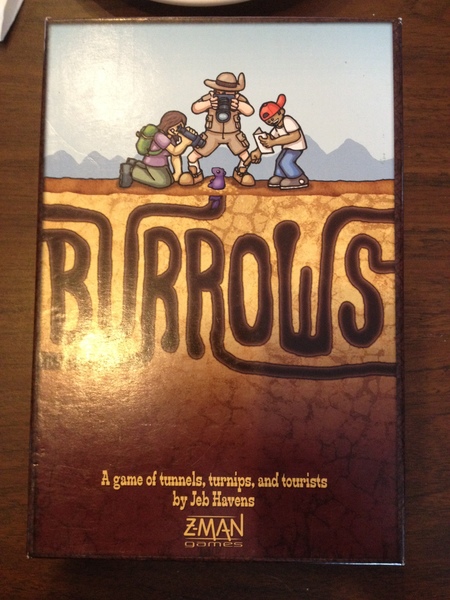 BURROWS
A game of tunnels, turnips, and tourists
by Jeb Havens
Z-MAN
games